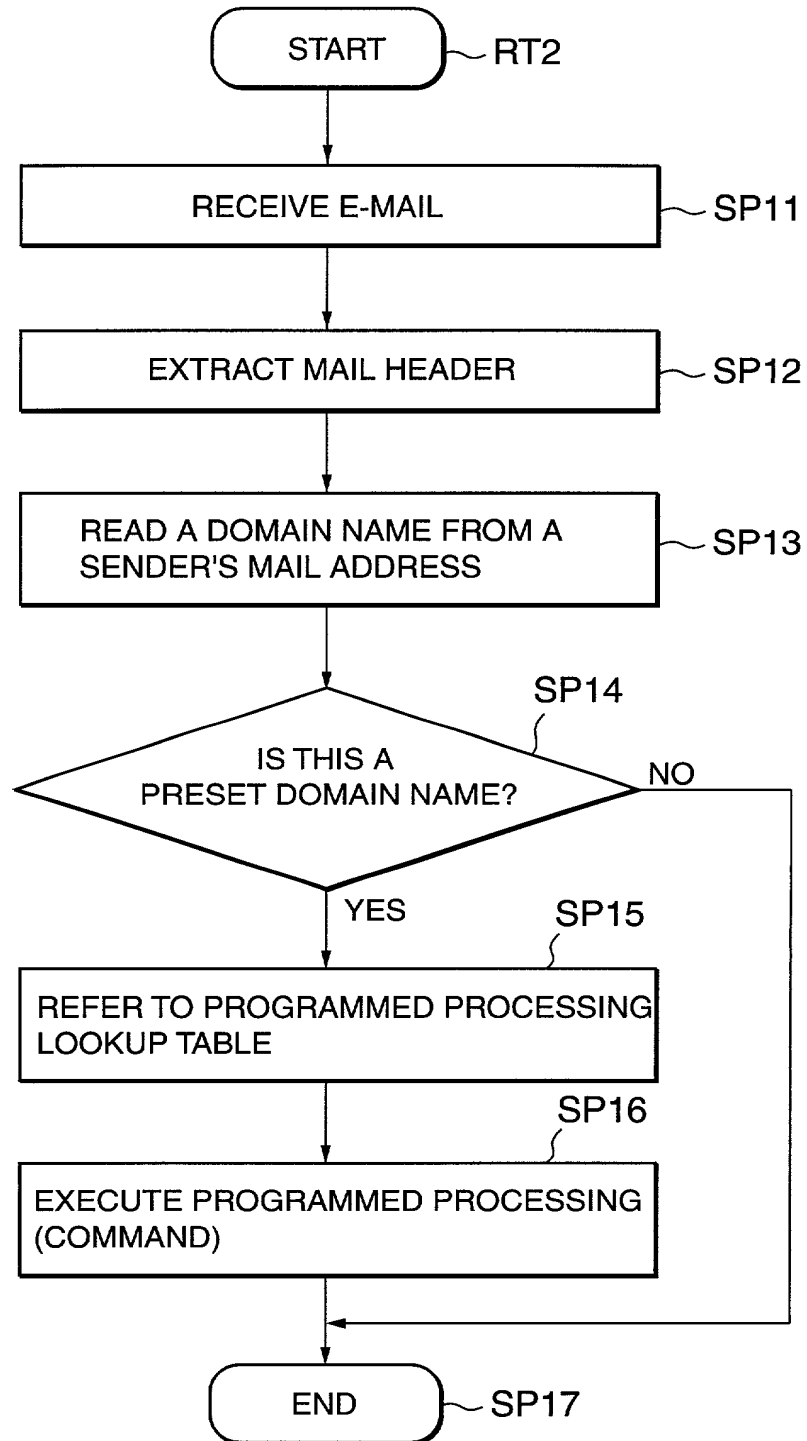 START
RT2
RECEIVE E-MAIL
SP11
EXTRACT MAIL HEADER
SP12
READ A DOMAIN NAME FROM A
SENDER'S MAIL ADDRESS
SP13
SP14
IS THIS A
PRESET DOMAIN NAME?
NO
YES
SP15
REFER TO PROGRAMMED PROCESSING
LOOKUP TABLE
SP16
EXECUTE PROGRAMMED PROCESSING
(COMMAND)
END
SP17